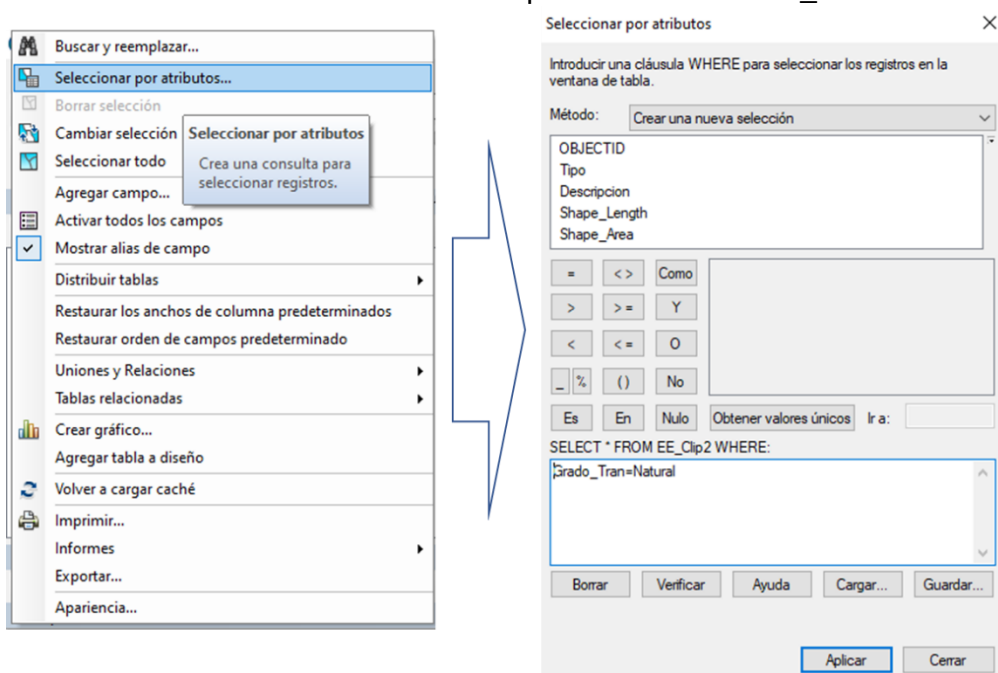 Buscar y reemplazar...
Seleccionar por atributos...
Borrar selección
Cambiar selección
Seleccionar todo
Seleccionar por atributos
Crea una consulta para
seleccionar registros.
Agregar campo...
Activar todos los campos
Mostrar alias de campo
Distribuir tablas
Restaurar los anchos de columna predeterminados
Restaurar orden de campos predeterminado
Uniones y Relaciones
Tablas relacionadas
Crear gráfico...
Agregar tabla a diseño
Volver a cargar caché
Imprimir...
Informes
Exportar...
Apariencia...
Seleccionar por atributos
Introducir una cláusula WHERE para seleccionar los registros en la
ventana de tabla.
Método: Crear una nueva selección
OBJECTID
Tipo
Descripcion
Shape_Length
Shape_Area
= <> Como
> >= Y
< <= O
_ % () No
Es En Nulo Obtener valores únicos Ir a:
SELECT * FROM EE_Clip2 WHERE:
Grado_Tran=Natural
Borrar Verificar Ayuda Cargar... Guardar...
Aplicar Cerrar